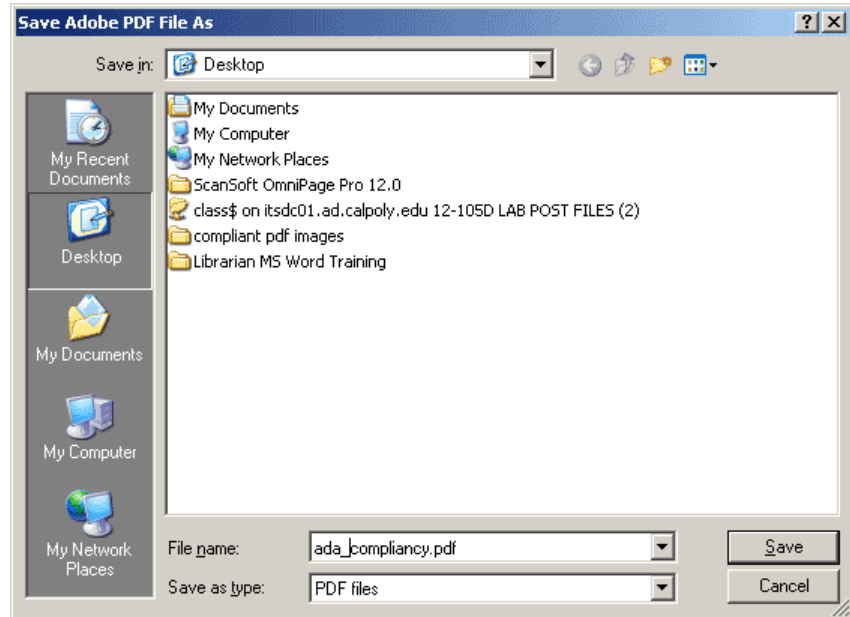 Save Adobe PDF File As
Save in:
Desktop
My Recent
Documents
Desktop
My Documents
My Computer
My Network
Places
My Documents
My Computer
My Network Places
ScanSoft OmniPage Pro 12.0
class$ on itsdc01.ad.calpoly.edu 12-105D LAB POST FILES (2)
compliant pdf images
Librarian MS Word Training
File name:
ada_compliancy.pdf
Save
Save as type:
PDF files
Cancel